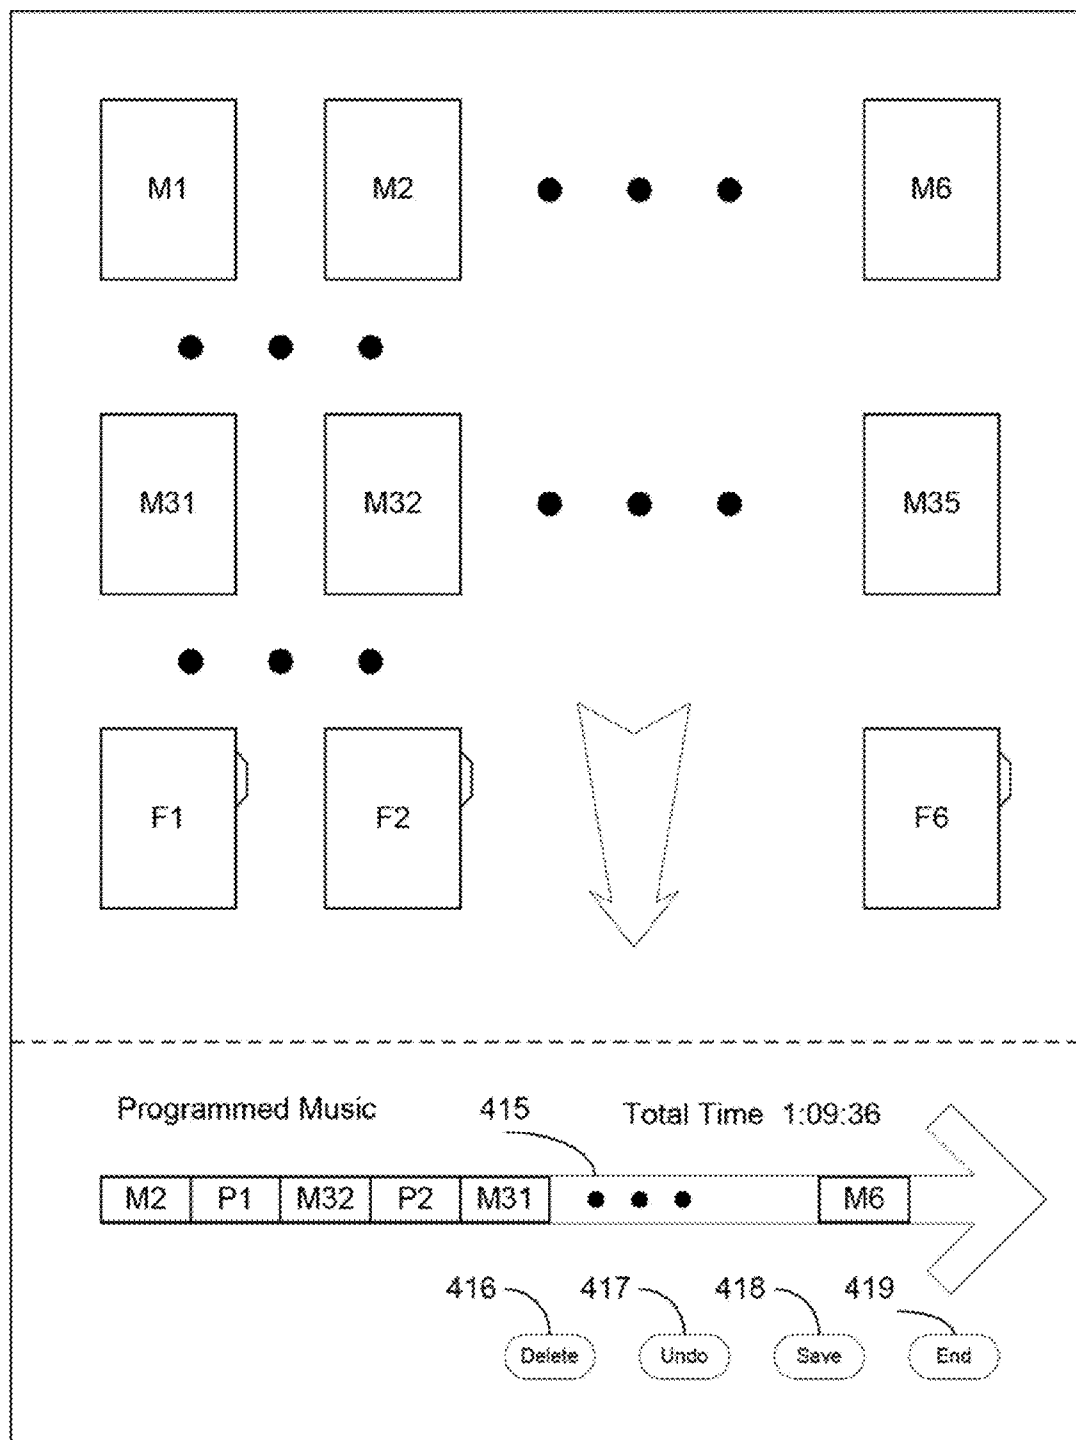 M1 M2 M6
M31 M32 M35
F1 F2 F6
Programmed Music 415 Total Time 1:09:36
M2 P1 M32 P2 M31 M6
416 417 418 419
Delete Undo Save End